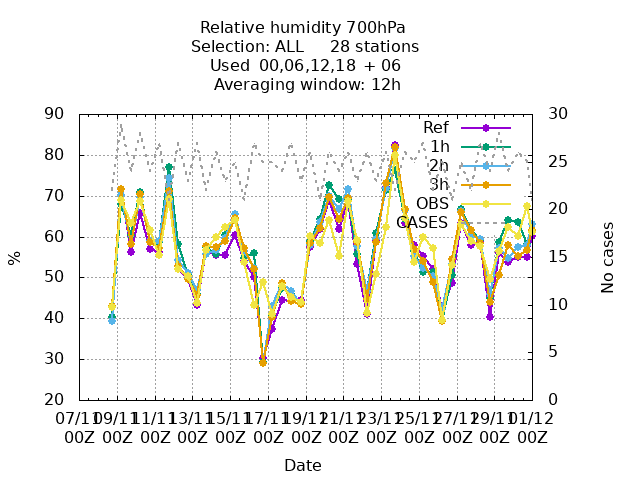 Relative humidity 700hPa
Selection: ALL 28 stations
Used 00,06,12,18 + 06
Averaging window: 12h
90 30
Ref
1h
80 25
2h
3h
70 20
OBS
CASES
60 15
50 10
40
30 5
20 0
%
No cases
07/11 09/11 11/11 13/11 15/11 17/11 19/11 21/11 23/11 25/11 27/11 29/11 01/12
00Z 00Z 00Z 00Z 00Z 00Z 00Z 00Z 00Z 00Z 00Z 00Z 00Z
Date